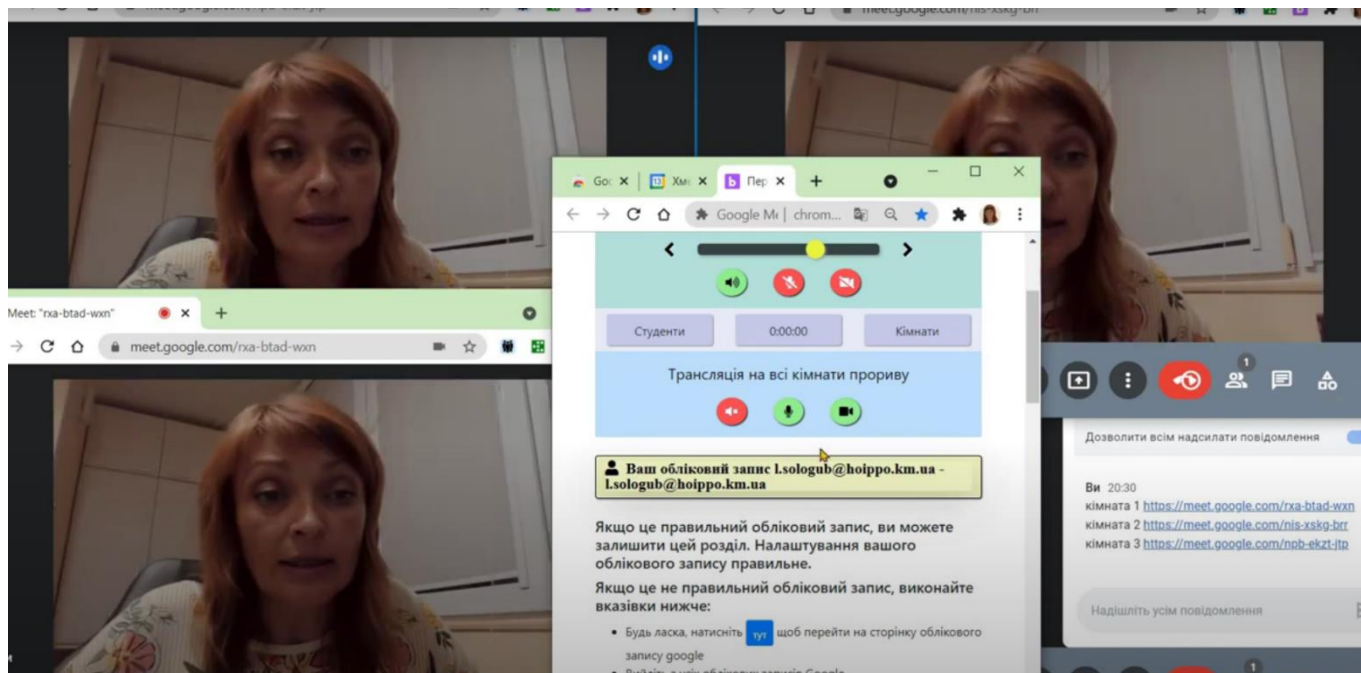 meet.google.com/nis-xskg-brr
Goo
Хм
Пер
Google M
chrom...
Студенти
0:00:00
Кімнати
Трансляція на всі кімнати прориву
Ваш обліковий запис l.sologub@hoippo.km.ua -
l.sologub@hoippo.km.ua
Якщо це правильний обліковий запис, ви можете
залишити цей розділ. Налаштування вашого
облікового запису правильне.
Якщо це не правильний обліковий запис, виконайте
вказівки нижче:
Будь ласка, натисніть тут щоб перейти на сторінку облікового
запису google
Meet: "rxa-btad-wxn"
meet.google.com/rxa-btad-wxn
1
Дозволити всім надсилати повідомлення
Ви 20:30
кімната 1 https://meet.google.com/rxa-btad-wxn
кімната 2 https://meet.google.com/nis-xskg-brr
кімната 3 https://meet.google.com/npb-ekzt-jtp
Надішліть усім повідомлення
1